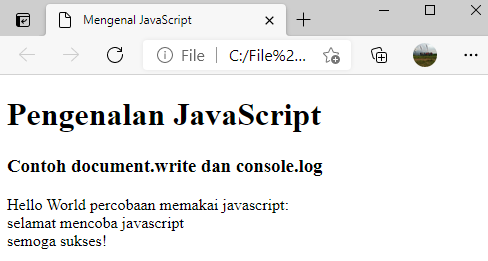 Mengenal JavaScript
File
C:/File%2...
Pengenalan JavaScript
Contoh document.write dan console.log
Hello World percobaan memakai javascript:
selamat mencoba javascript
semoga sukses!